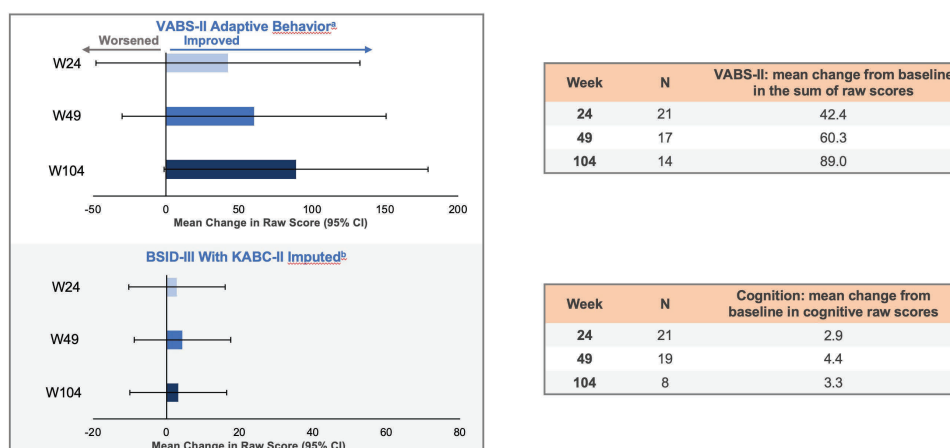 VABS-II Adaptive Behaviorᵃ
Worsened Improved
W24
W49
W104
-50 0 50 100 150 200
Mean Change in Raw Score (95% CI)
BSID-III With KABC-II Imputedᵇ
W24
W49
W104
-20 0 20 40 60 80
Mean Change in Raw Score (95% CI)
Week N VABS-II: mean change from baseline
in the sum of raw scores
24 21 42.4
49 17 60.3
104 14 89.0
Week N Cognition: mean change from
baseline in cognitive raw scores
24 21 2.9
49 19 4.4
104 8 3.3